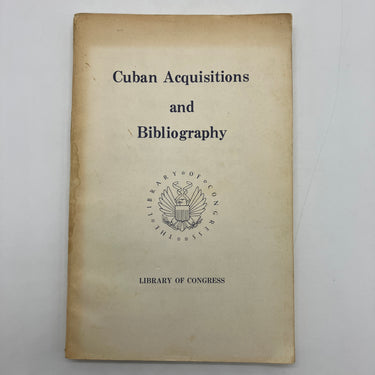 Cuban Acquisitions
and
Bibliography
THE LIBRARY OF CONGRESS
LIBRARY OF CONGRESS